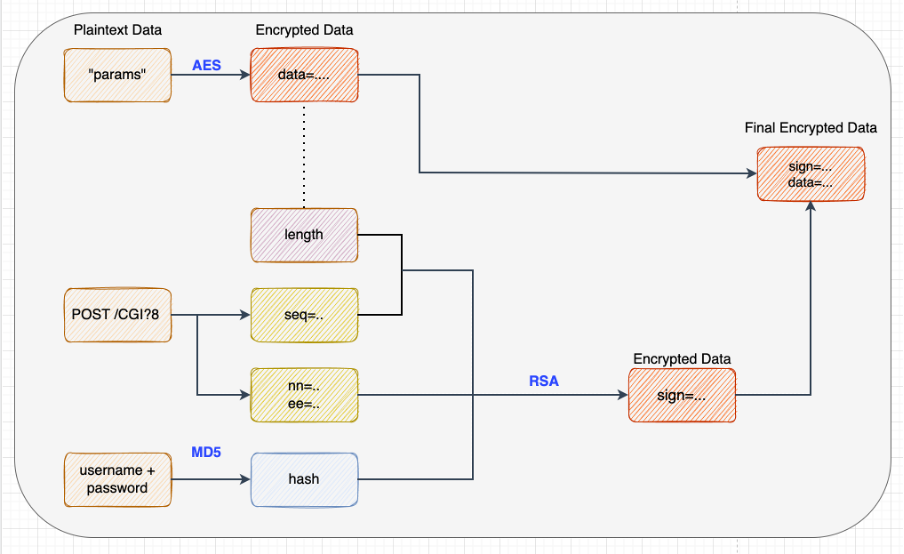 Plaintext Data
Encrypted Data
"params"
AES
data=....
Final Encrypted Data
sign=...
data=...
length
POST /CGI?8
seq=..
nn=..
ee=..
RSA
Encrypted Data
sign=...
username +
password
MD5
hash